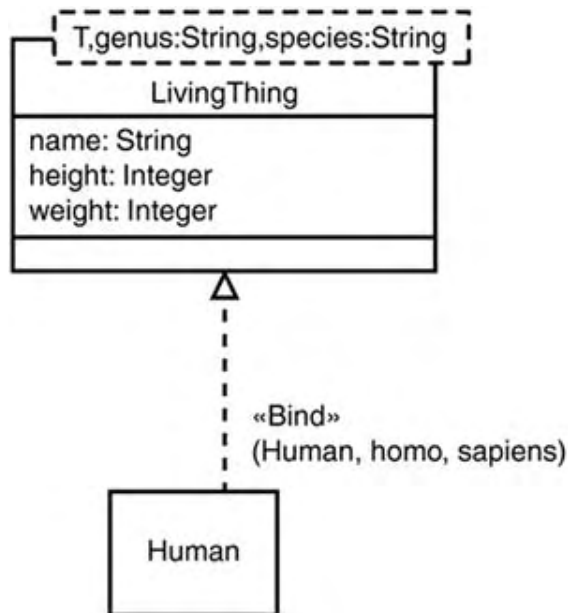 T,genus:String,species:String
LivingThing
name: String
height: Integer
weight: Integer
«Bind»
(Human, homo, sapiens)
Human